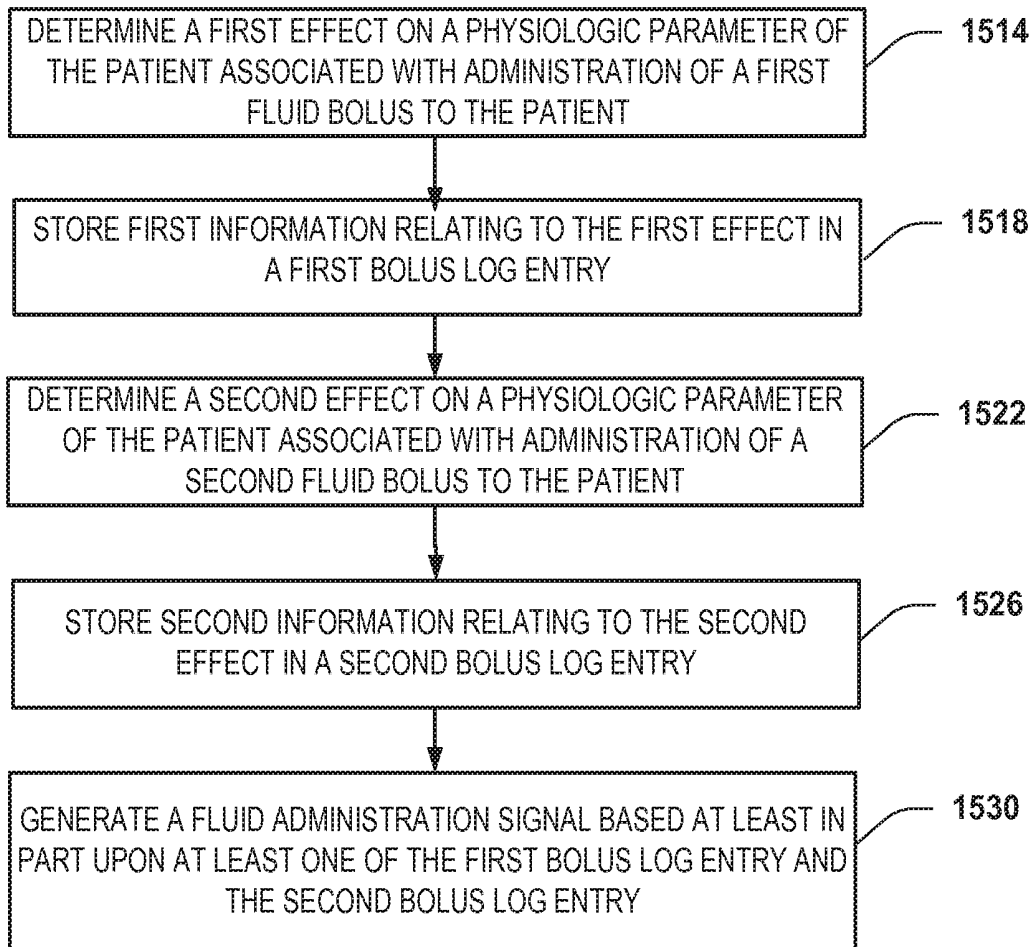 DETERMINE A FIRST EFFECT ON A PHYSIOLOGIC PARAMETER OF
THE PATIENT ASSOCIATED WITH ADMINISTRATION OF A FIRST
FLUID BOLUS TO THE PATIENT
1514
STORE FIRST INFORMATION RELATING TO THE FIRST EFFECT IN
A FIRST BOLUS LOG ENTRY
1518
DETERMINE A SECOND EFFECT ON A PHYSIOLOGIC PARAMETER
OF THE PATIENT ASSOCIATED WITH ADMINISTRATION OF A
SECOND FLUID BOLUS TO THE PATIENT
1522
STORE SECOND INFORMATION RELATING TO THE SECOND
EFFECT IN A SECOND BOLUS LOG ENTRY
1526
GENERATE A FLUID ADMINISTRATION SIGNAL BASED AT LEAST IN
PART UPON AT LEAST ONE OF THE FIRST BOLUS LOG ENTRY AND
THE SECOND BOLUS LOG ENTRY
1530